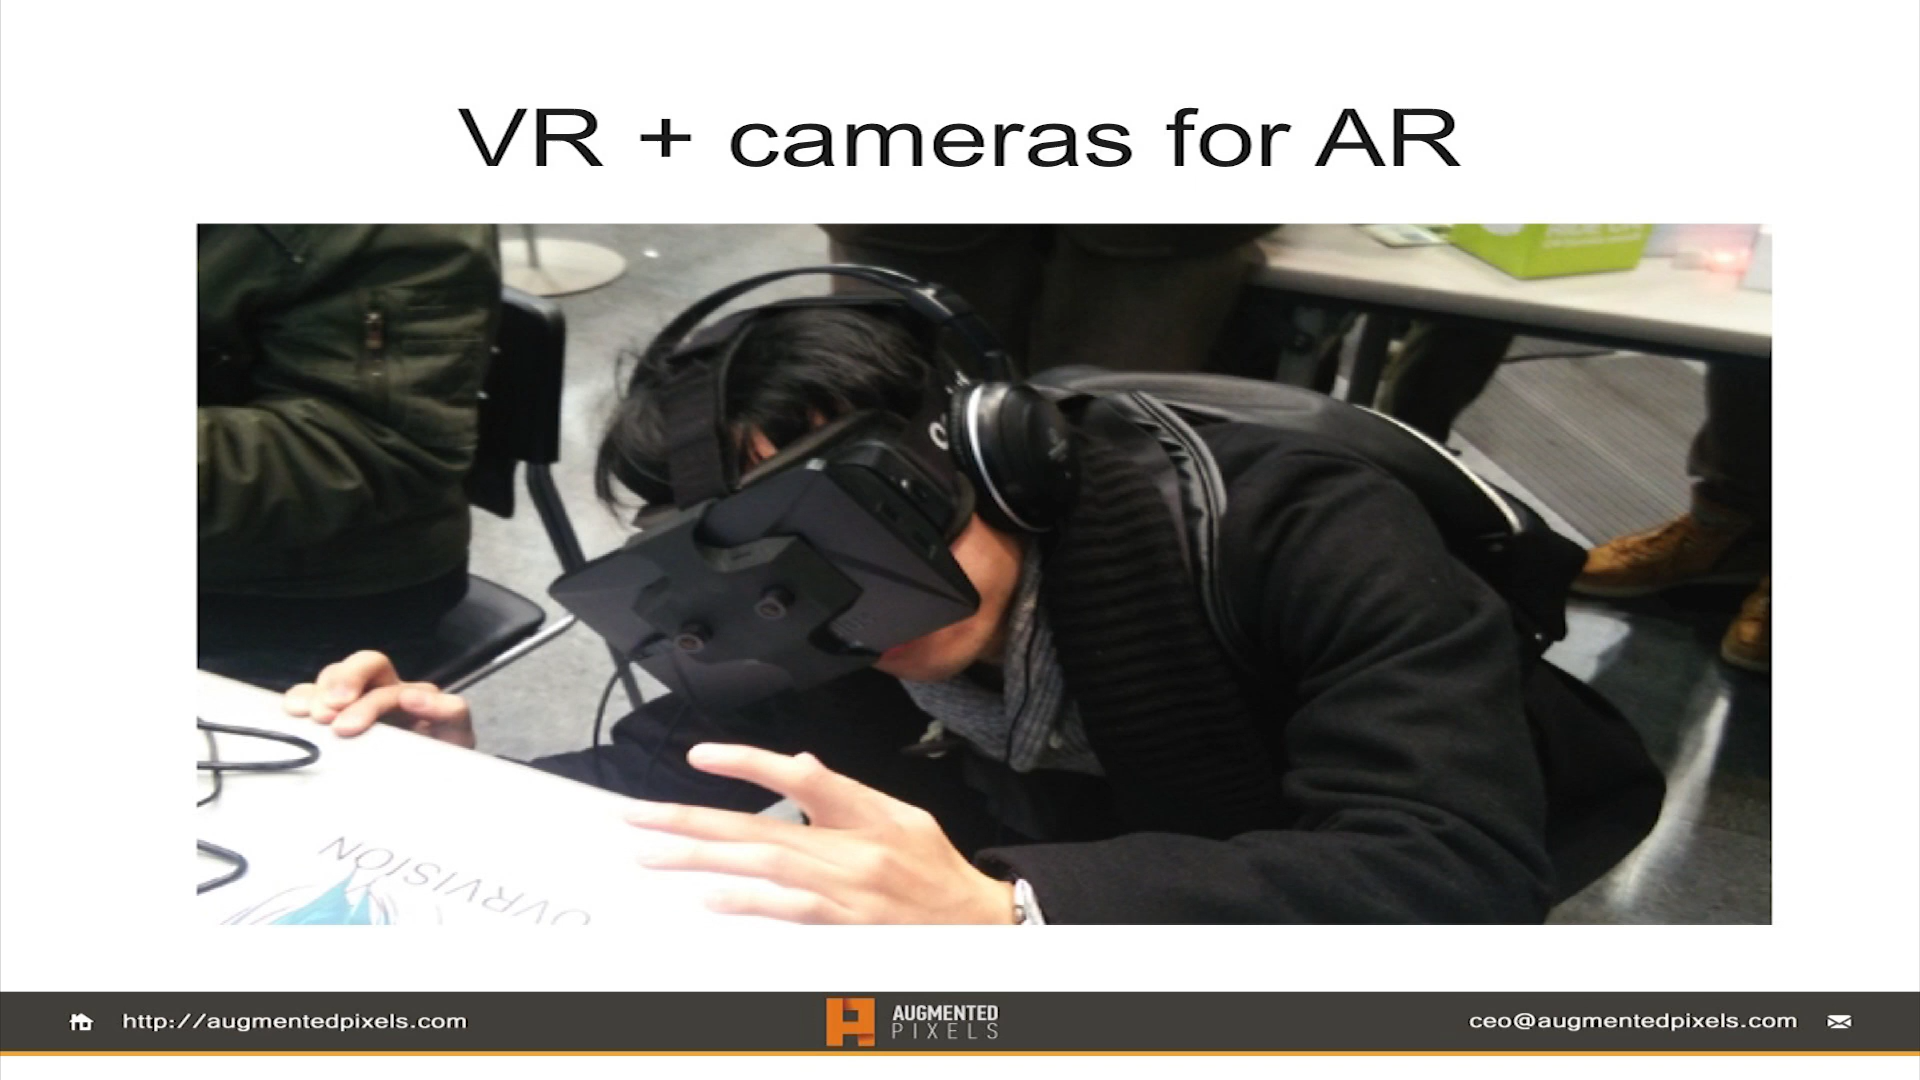 VR + cameras for AR
OVRVISION
http://augmentedpixels.com
AUGMENTED
PIXELS
ceo@augmentedpixels.com